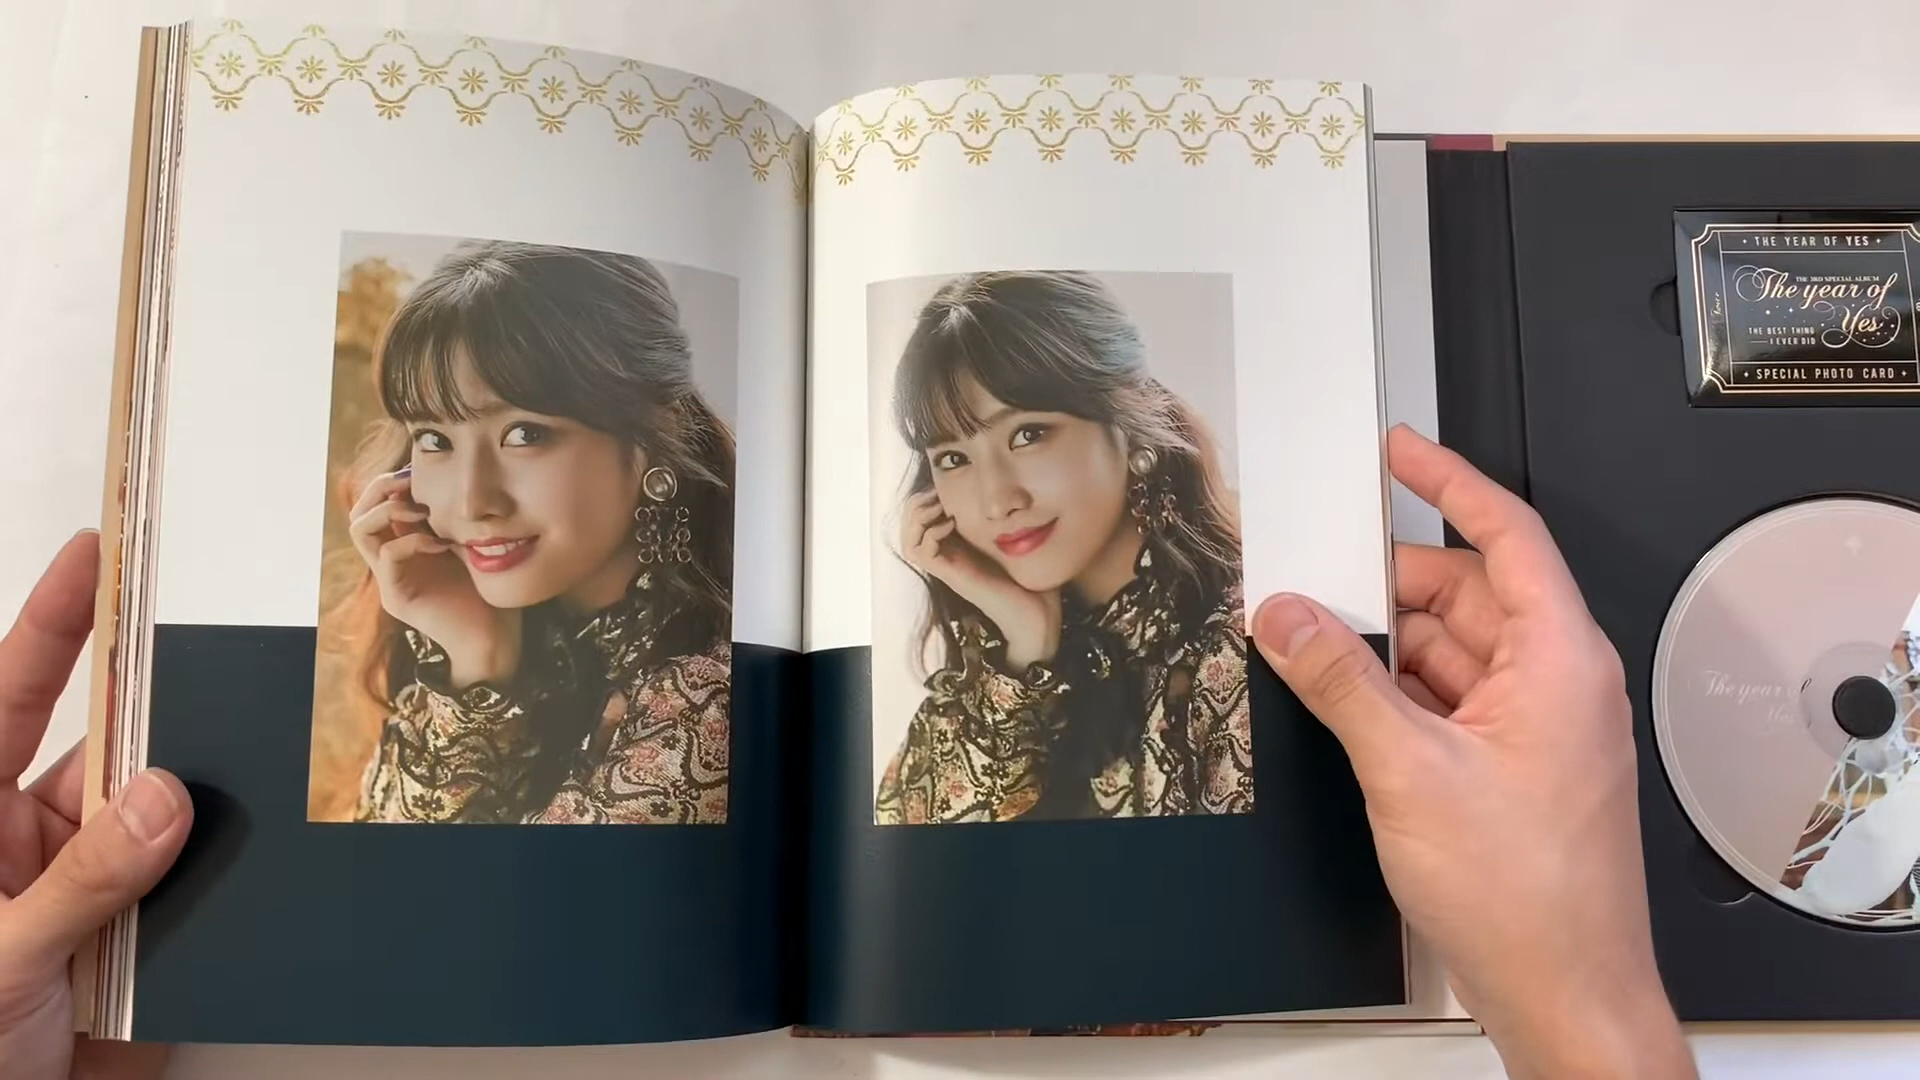 THE YEAR OF YES
THE 3RD SPECIAL ALBUM
The year of
Yes
THE BEST THING
I EVER DID
SPECIAL PHOTO CARD
The year of
Yes